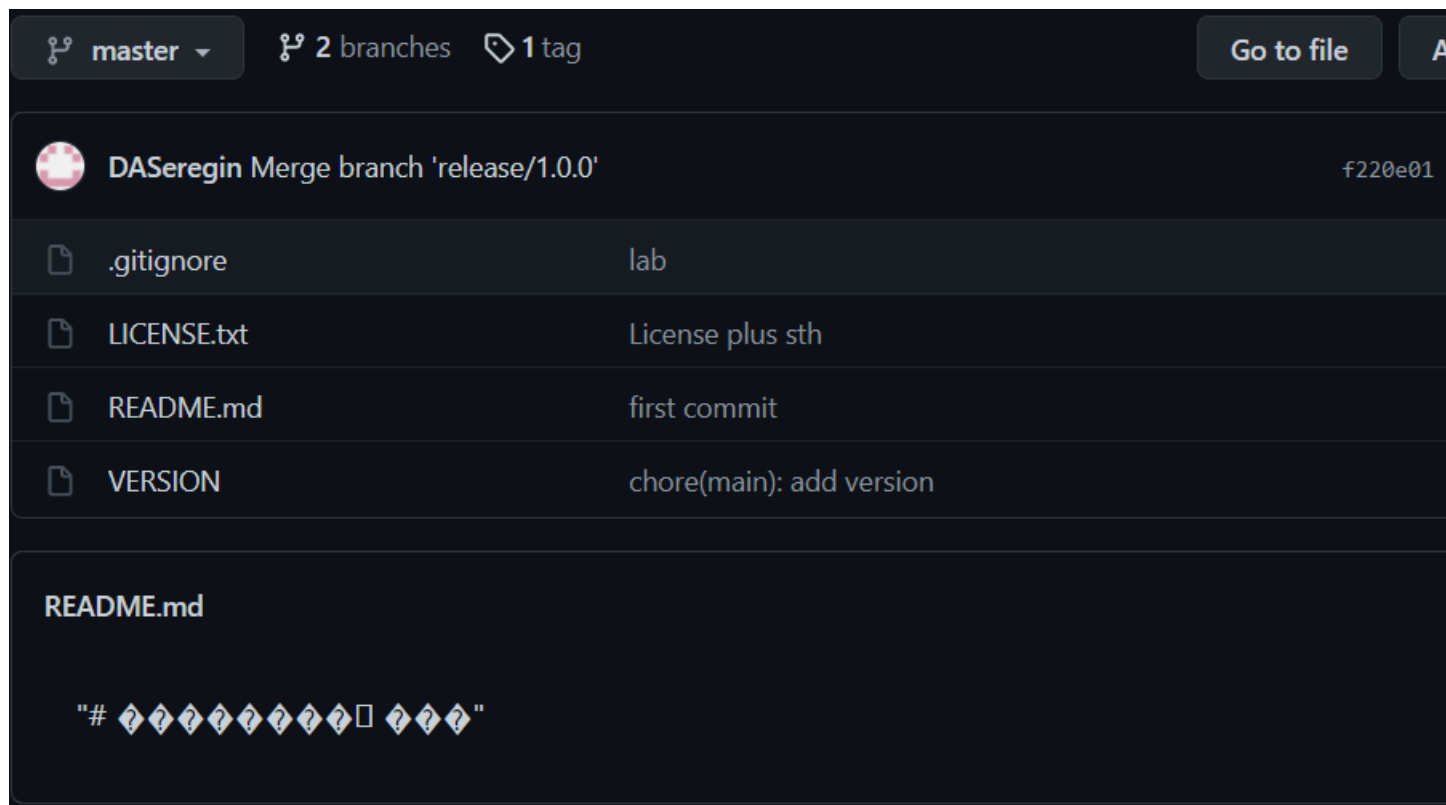 master
2 branches
1 tag
Go to file
DASeregin Merge branch 'release/1.0.0'
f220e01
.gitignore
lab
LICENSE.txt
License plus sth
README.md
first commit
VERSION
chore(main): add version
README.md
"# ��������▯ ���"